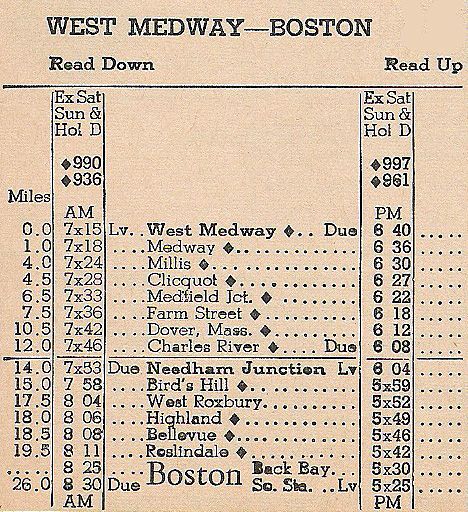 WEST MEDWAY—BOSTON
Read Down Read Up
Ex Sat Ex Sat
Sun & Sun &
Hol D Hol D
♦990 ♦997
♦936 ♦961
Miles
AM PM
0.0 7x15 Lv.. West Medway ♦.. Due 6 40 .....
1.0 7x18 ....Medway ♦............... 6 36 .....
4.0 7x24 ....Millis ♦................. 6 30 .....
4.5 7x28 ....Clicquot ♦.............. 6 27 .....
6.5 7x33 ....Medfield Jct. ♦.......... 6 22 .....
7.5 7x36 ....Farm Street ♦........... 6 18 .....
10.5 7x42 ....Dover, Mass. ♦.......... 6 12 .....
12.0 7x46 ....Charles River ♦ Due 6 08 .....
14.0 7x53 Due Needham Junction Lv 6 04 .....
15.0 7 58 ....Bird's Hill ♦............. 5x59 .....
17.5 8 04 ....West Roxbury........... 5x52 .....
18.0 8 06 ....Highland ♦.............. 5x49 .....
18.5 8 08 ....Bellevue ♦.............. 5x46 .....
19.5 8 11 ....Roslindale ♦............ 5x42 .....
..... 8 25 ....Boston Back Bay. 5x30 .....
26.0 8 30 Due So. Sta... Lv 5x25 .....
AM PM